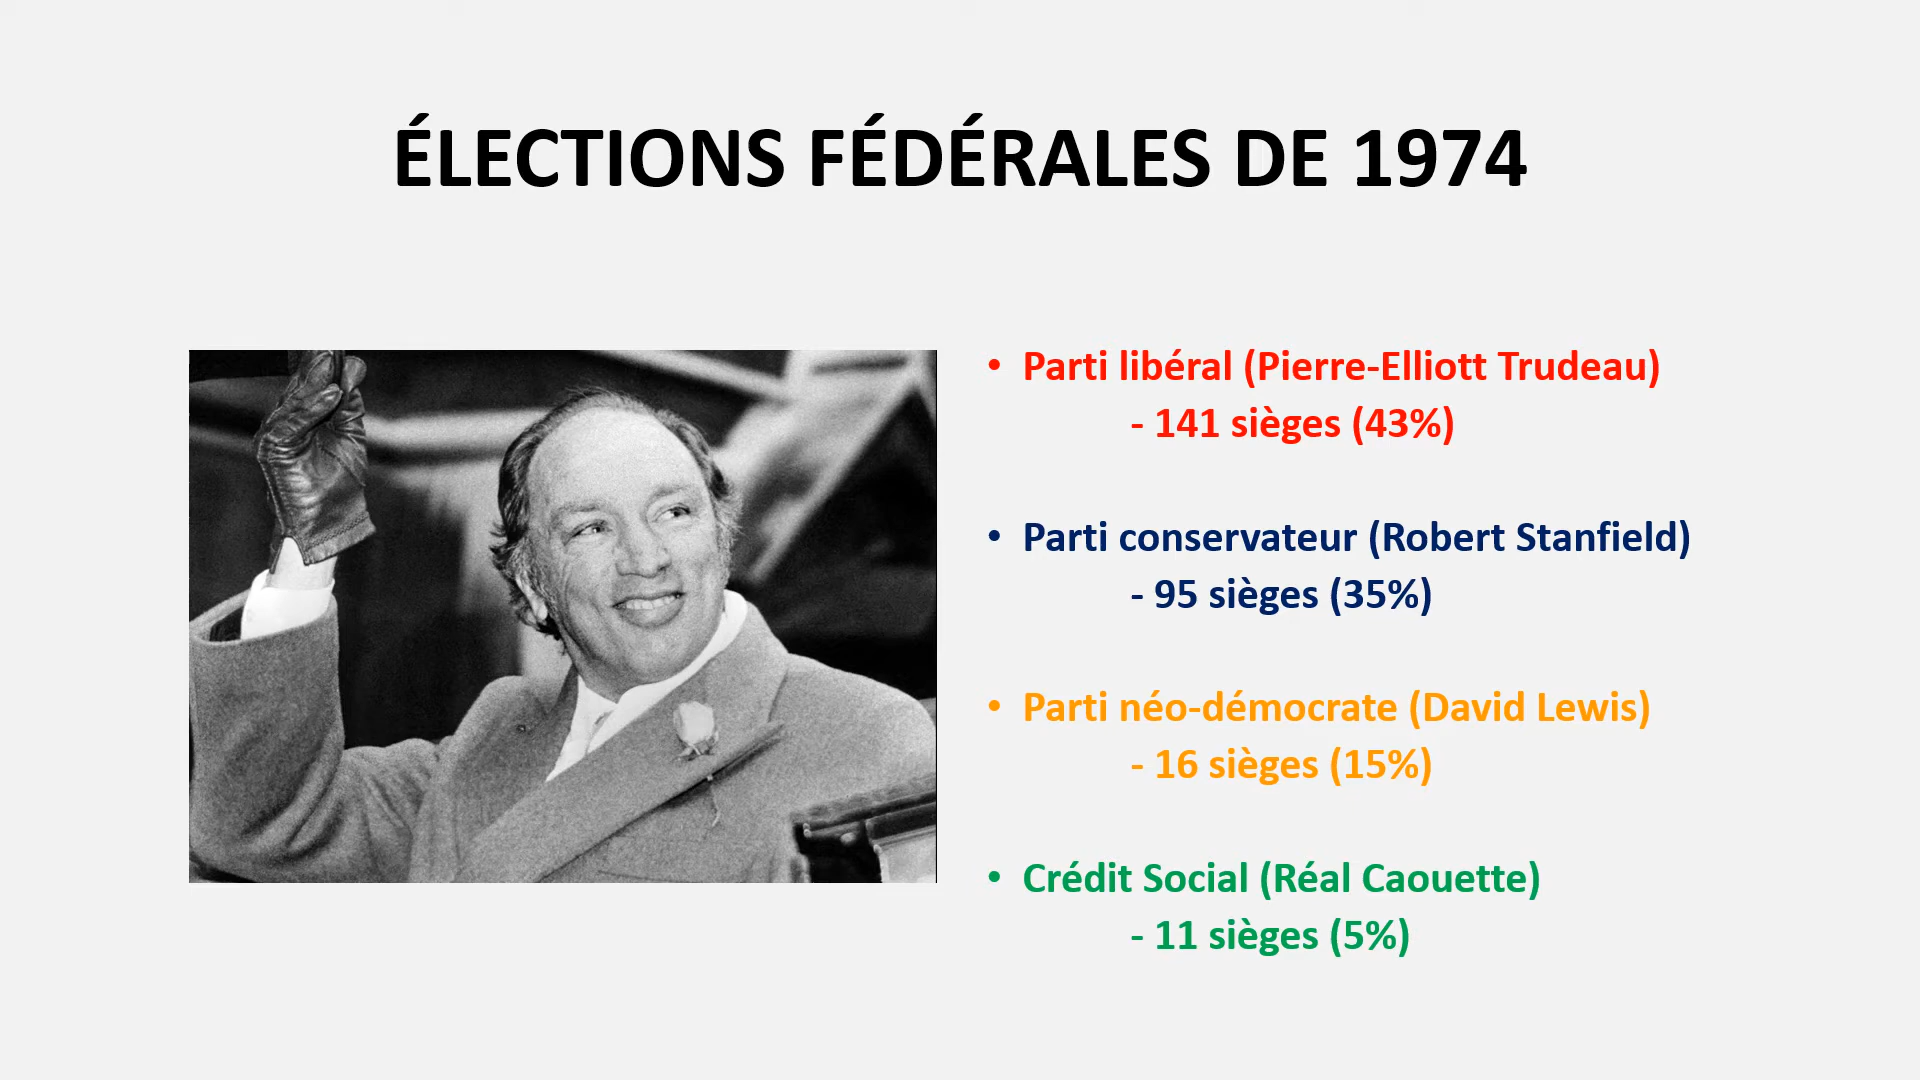 ÉLECTIONS FÉDÉRALES DE 1974
• Parti libéral (Pierre-Elliott Trudeau)
- 141 sièges (43%)
• Parti conservateur (Robert Stanfield)
- 95 sièges (35%)
• Parti néo-démocrate (David Lewis)
- 16 sièges (15%)
• Crédit Social (Réal Caouette)
- 11 sièges (5%)